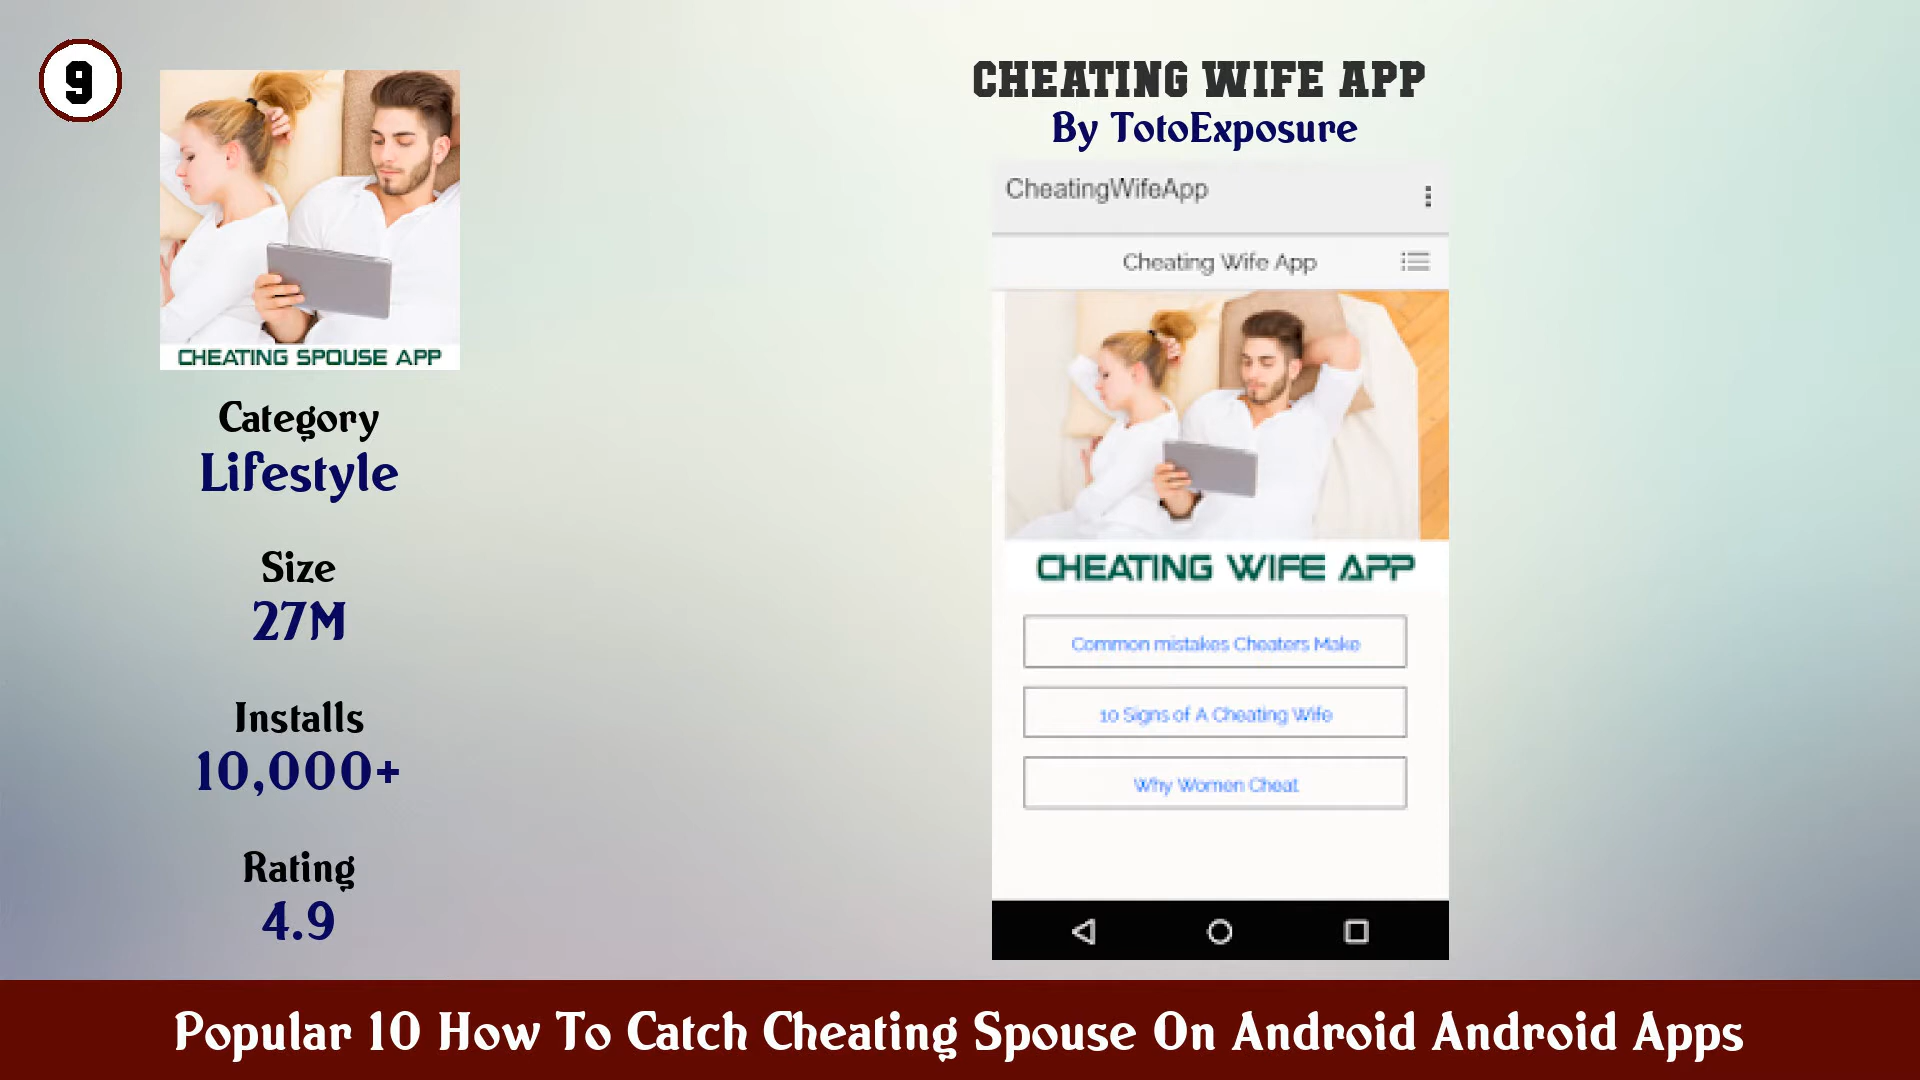 9
CHEATING SPOUSE APP
Category
Lifestyle
Size
27M
Installs
10,000+
Rating
4.9
CHEATING WIFE APP
By TotoExposure
CheatingWifeApp
Cheating Wife App
CHEATING WIFE APP
Common mistakes Cheaters Make
10 Signs of A Cheating Wife
Why Women Cheat
Popular 10 How To Catch Cheating Spouse On Android Android Apps